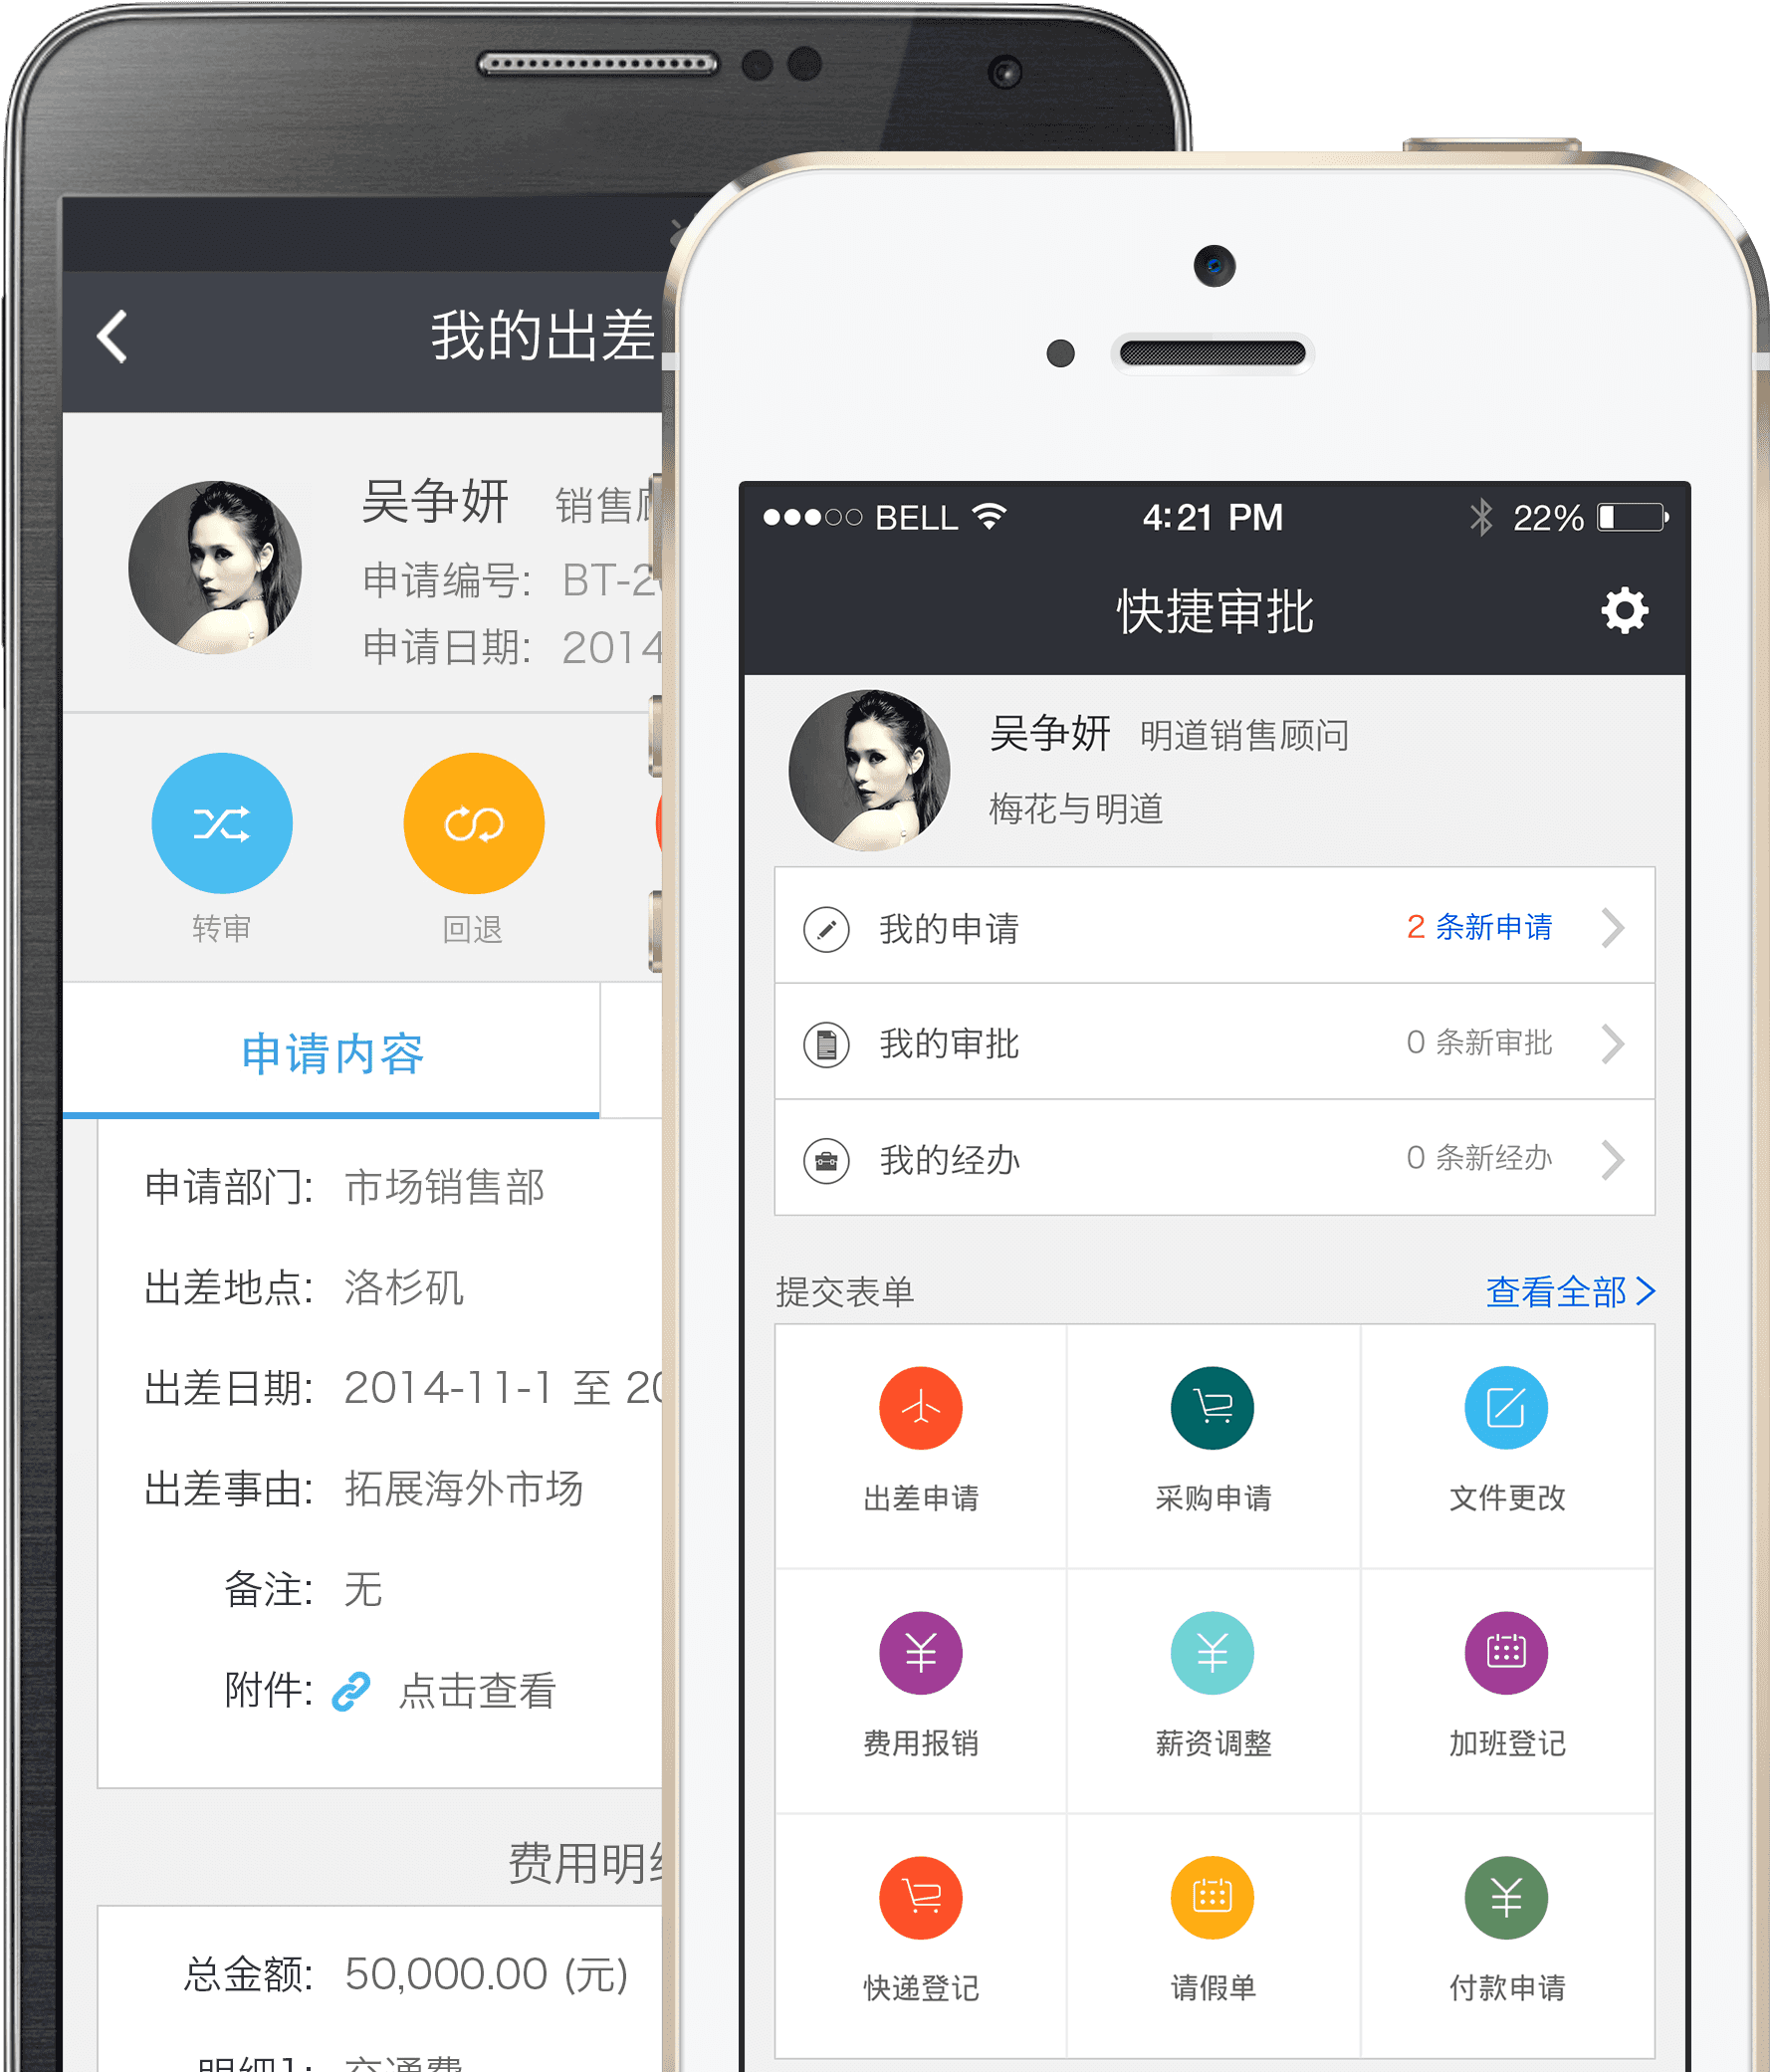 我的出差
吴争妍 销售
申请编号: BT-2
申请日期: 2014
转审 回退
申请内容
申请部门: 市场销售部
出差地点: 洛杉矶
出差日期: 2014-11-1 至 20
出差事由: 拓展海外市场
备注: 无
附件: 点击查看
费用明
总金额: 50,000.00 (元)
明细1: 交通费
BELL 4:21 PM 22%
快捷审批
吴争妍 明道销售顾问
梅花与明道
我的申请 2 条新申请
我的审批 0 条新审批
我的经办 0 条新经办
提交表单 查看全部
出差申请 采购申请 文件更改
费用报销 薪资调整 加班登记
快递登记 请假单 付款申请